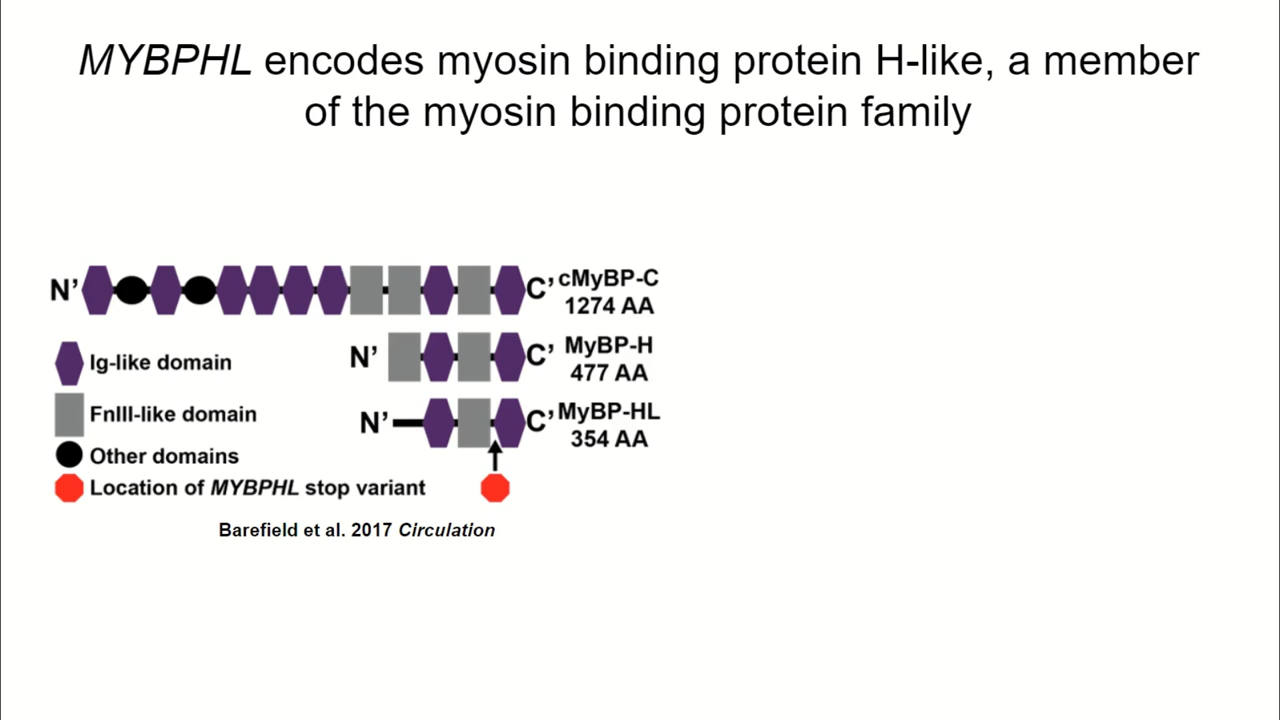 MYBPHL encodes myosin binding protein H-like, a member
of the myosin binding protein family
N' C' cMyBP-C
1274 AA
N' C' MyBP-H
477 AA
Ig-like domain
N' C' MyBP-HL
354 AA
FnIII-like domain
Other domains
Location of MYBPHL stop variant
Barefield et al. 2017 Circulation